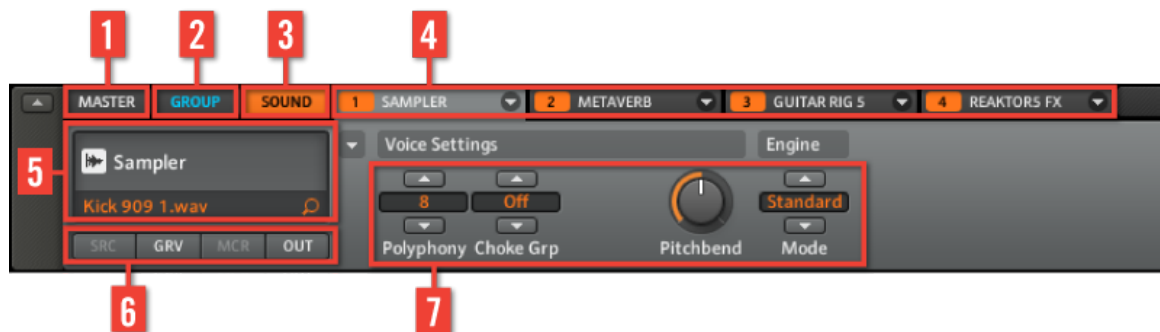 1 2 3 4
MASTER GROUP SOUND 1 SAMPLER 2 METAVERB 3 GUITAR RIG 5 4 REAKTOR5 FX
5 Sampler Voice Settings Engine
Kick 909 1.wav 8 Off Standard
SRC GRV MCR OUT Polyphony Choke Grp Pitchbend Mode
6 7